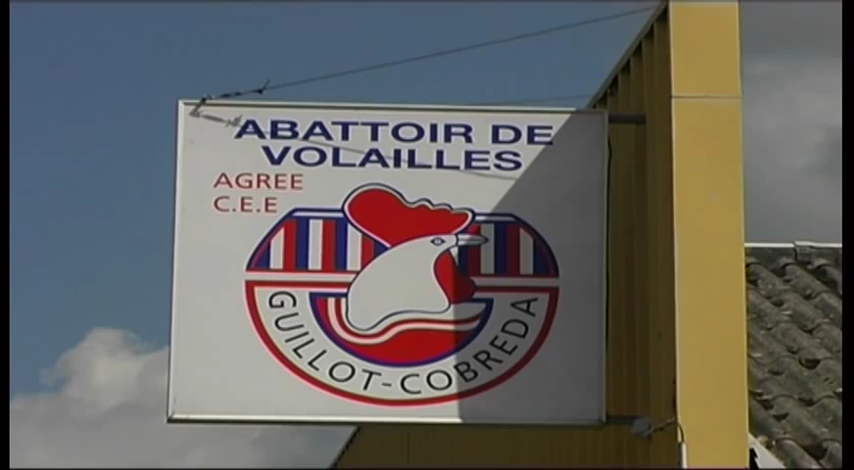 ABATTOIR DE
VOLAILLES
AGREE
C.E.E
GUILLOT-COBREDA